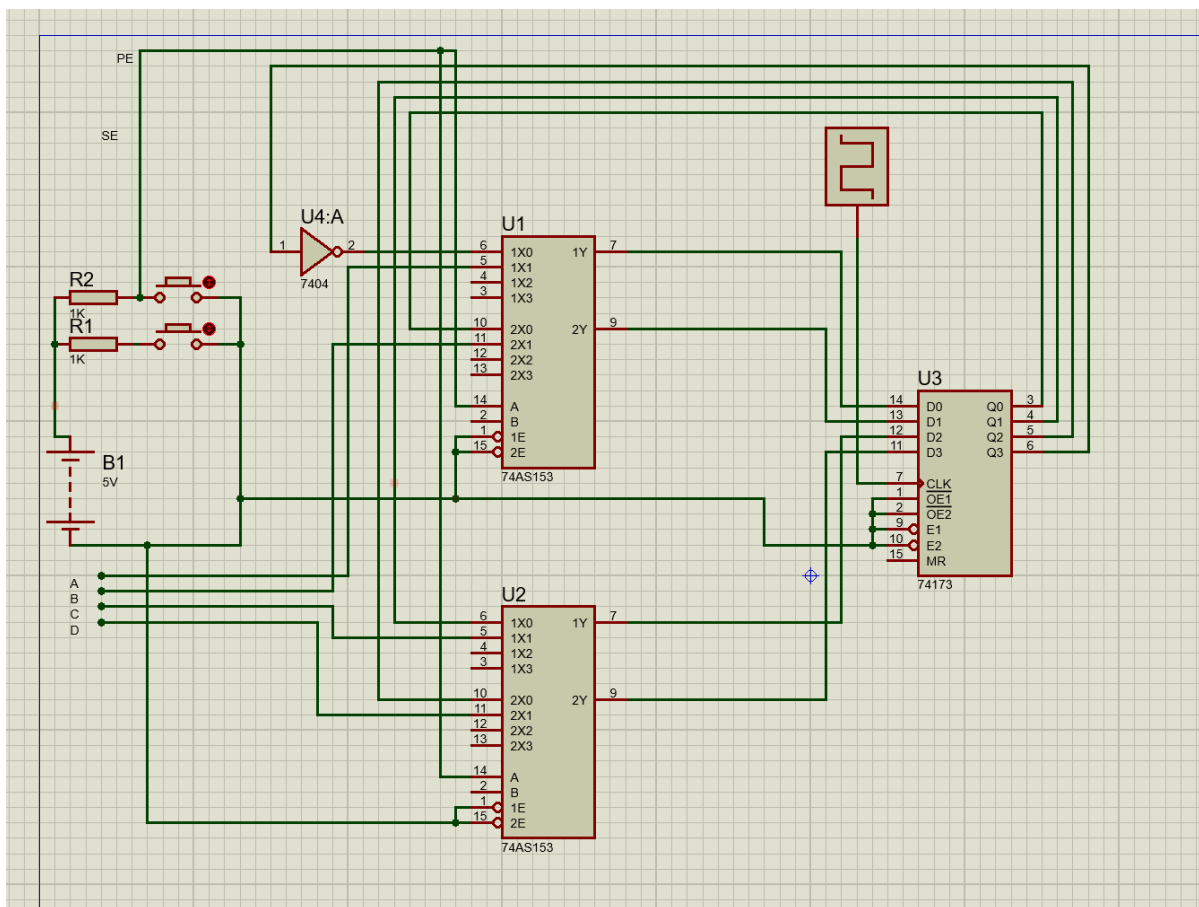 PE
SE
U4:A
1 2
7404
R2
1K
R1
1K
B1
5V
A
B
C
D
U1
6 1X0 1Y 7
5 1X1
4 1X2
3 1X3
10 2X0 2Y 9
11 2X1
12 2X2
13 2X3
14 A
2 B
1 1E
15 2E
74AS153
U2
6 1X0 1Y 7
5 1X1
4 1X2
3 1X3
10 2X0 2Y 9
11 2X1
12 2X2
13 2X3
14 A
2 B
1 1E
15 2E
74AS153
U3
14 D0 Q0 3
13 D1 Q1 4
12 D2 Q2 5
11 D3 Q3 6
7 CLK
1 OE1
2 OE2
9 E1
10 E2
15 MR
74173